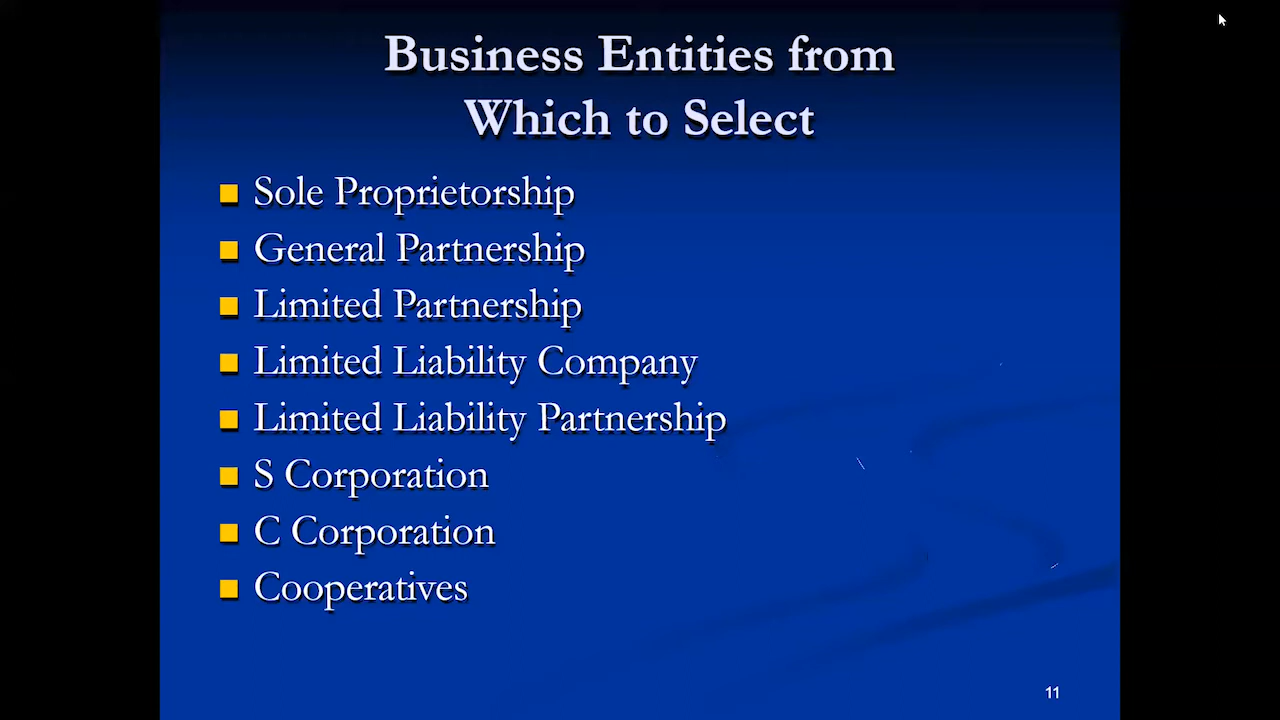 Business Entities from
Which to Select
Sole Proprietorship
General Partnership
Limited Partnership
Limited Liability Company
Limited Liability Partnership
S Corporation
C Corporation
Cooperatives
11